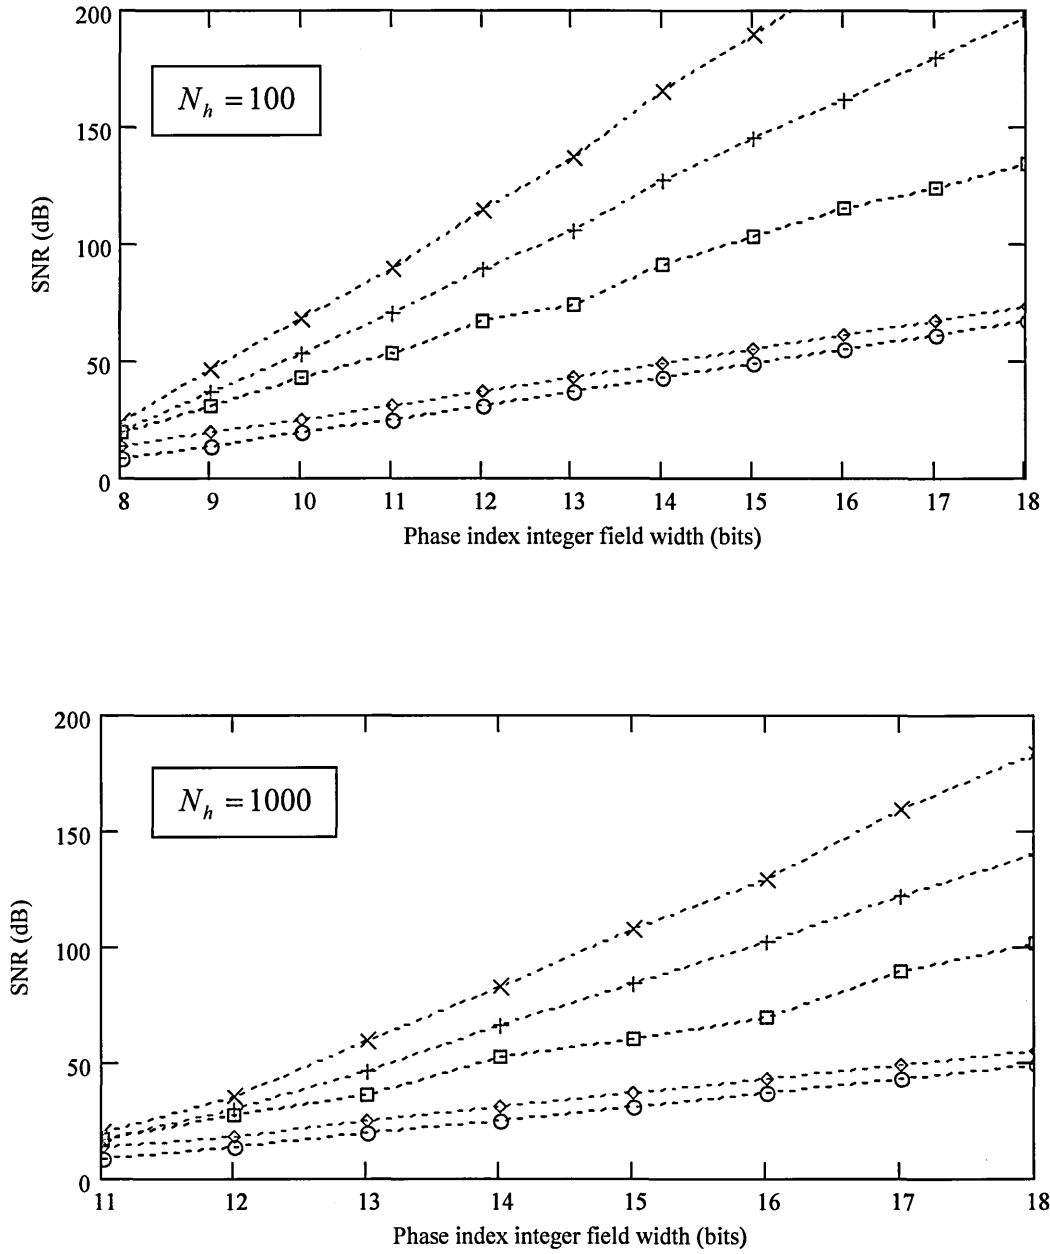 200
N_h = 100
150
SNR (dB)
100
50
0
8 9 10 11 12 13 14 15 16 17 18
Phase index integer field width (bits)
200
N_h = 1000
150
SNR (dB)
100
50
0
11 12 13 14 15 16 17 18
Phase index integer field width (bits)